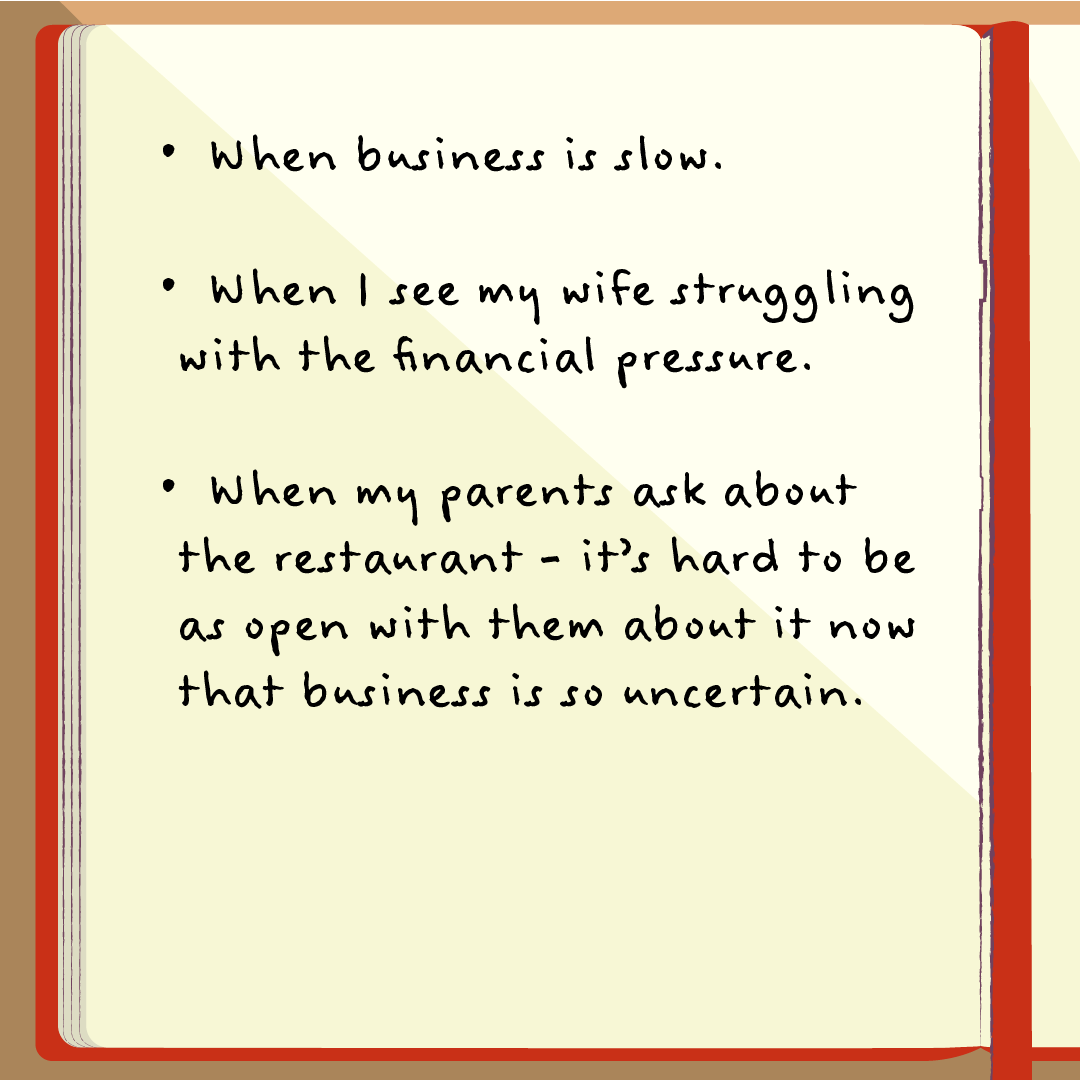 • When business is slow.
• When I see my wife struggling
with the financial pressure.
• When my parents ask about
the restaurant - it's hard to be
as open with them about it now
that business is so uncertain.